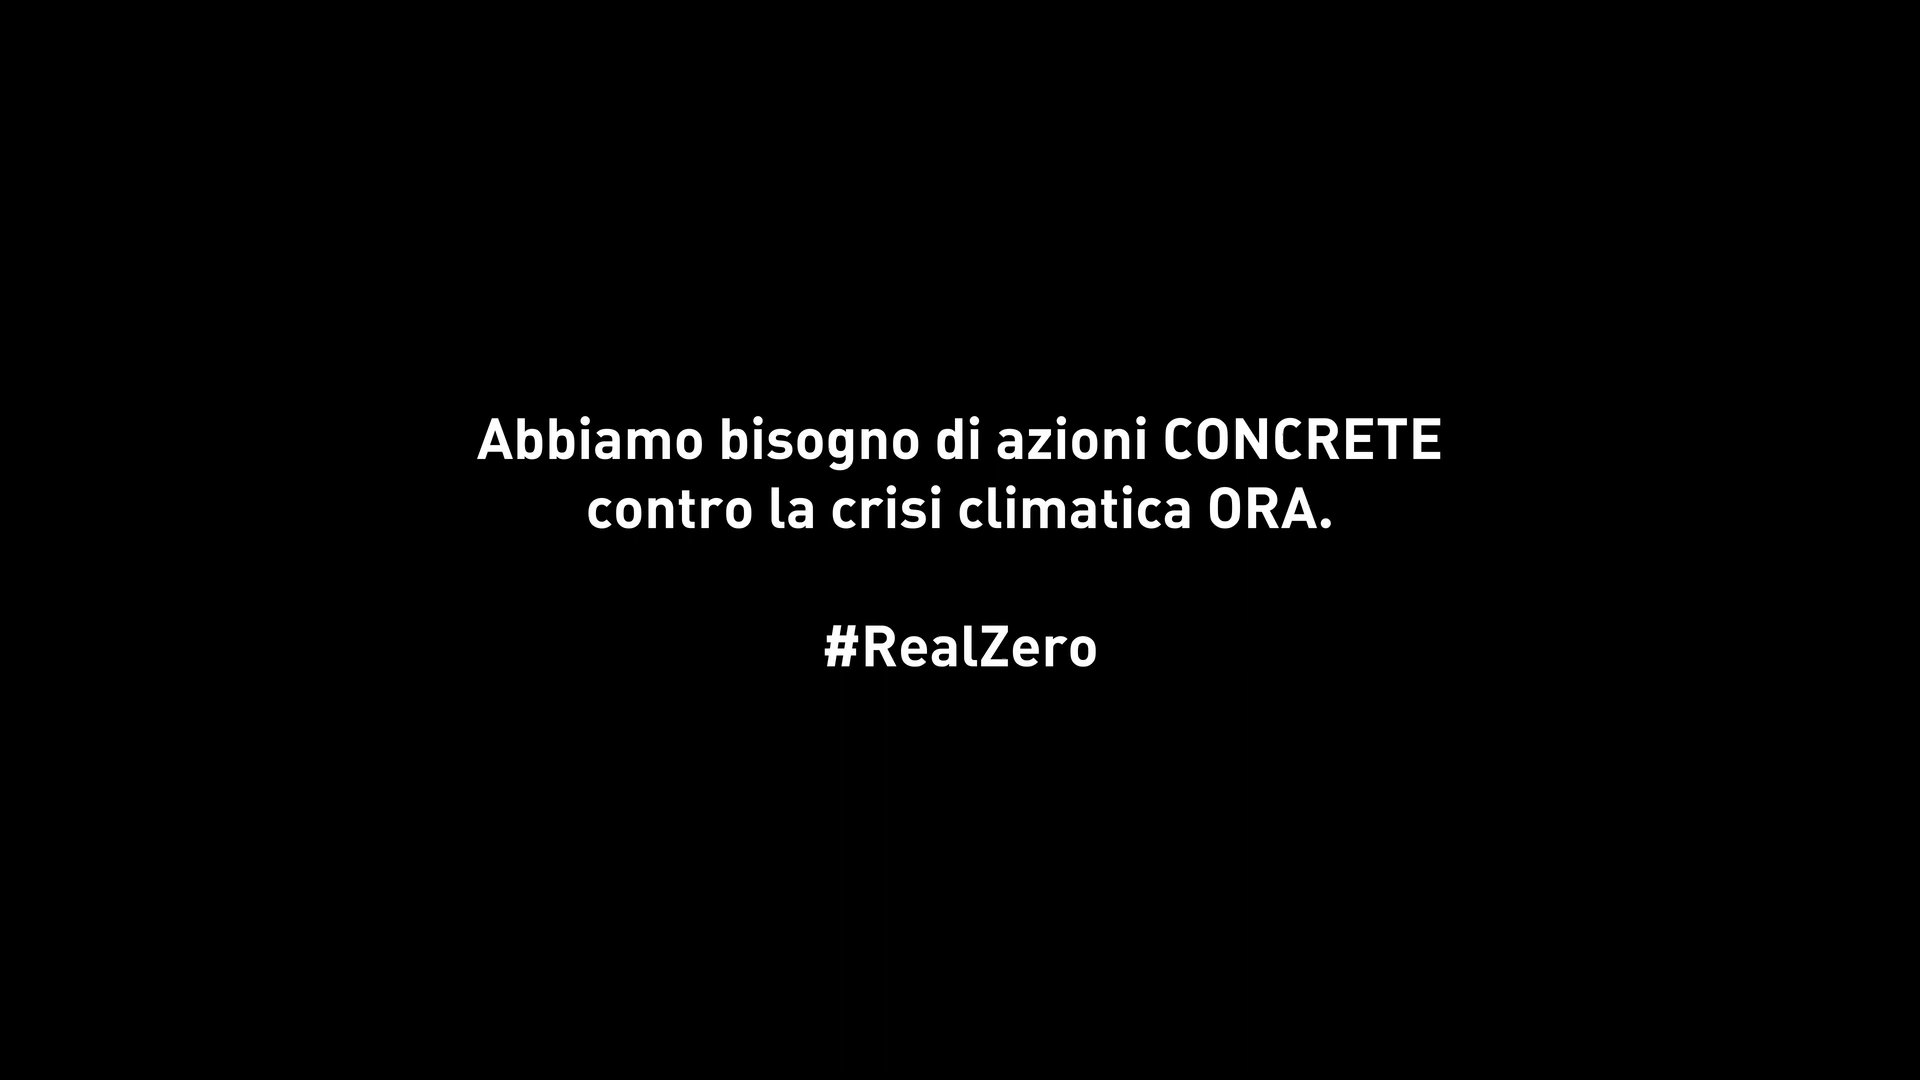 Abbiamo bisogno di azioni CONCRETE
contro la crisi climatica ORA.
#RealZero